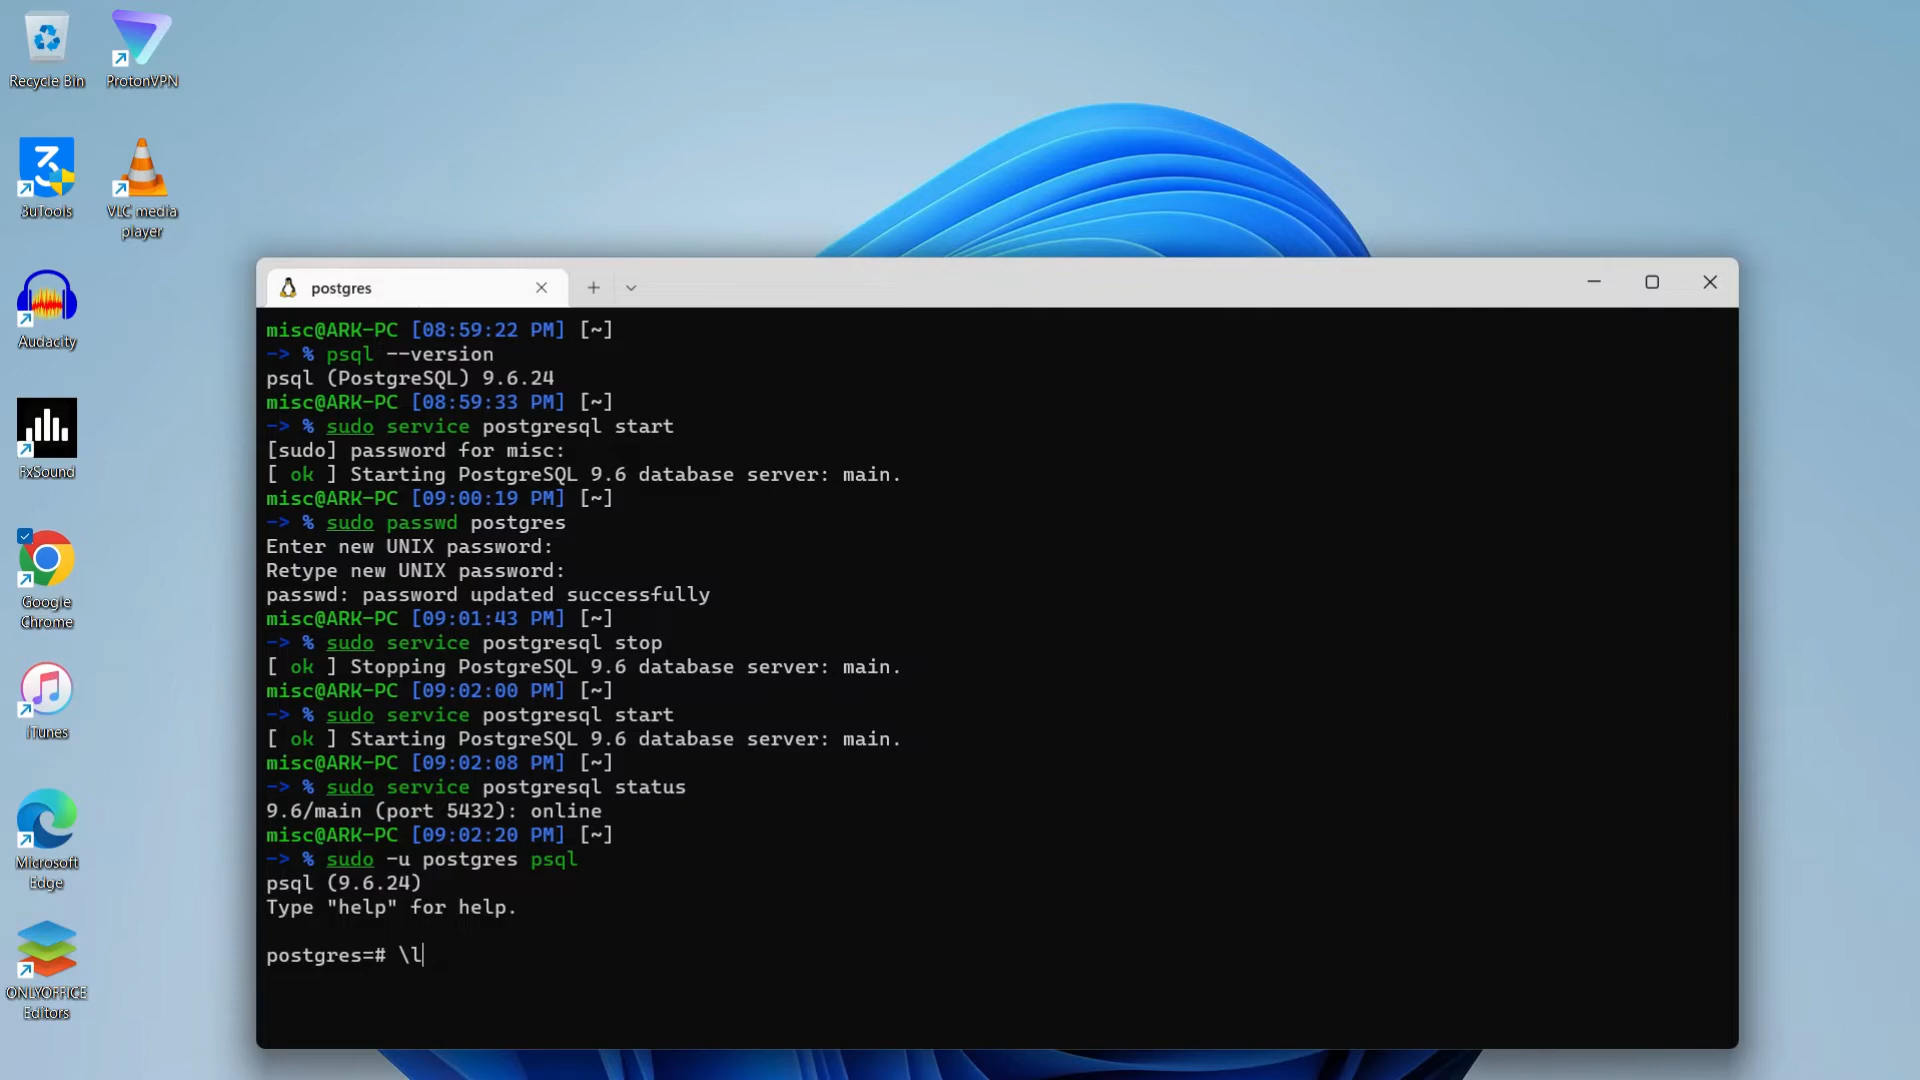 Recycle Bin
ProtonVPN
3uTools
VLC media
player
Audacity
FxSound
Google
Chrome
iTunes
Microsoft
Edge
ONLYOFFICE
Editors
postgres
misc@ARK-PC [08:59:22 PM] [~]
-> % psql --version
psql (PostgreSQL) 9.6.24
misc@ARK-PC [08:59:33 PM] [~]
-> % sudo service postgresql start
[sudo] password for misc:
[ ok ] Starting PostgreSQL 9.6 database server: main.
misc@ARK-PC [09:00:19 PM] [~]
-> % sudo passwd postgres
Enter new UNIX password:
Retype new UNIX password:
passwd: password updated successfully
misc@ARK-PC [09:01:43 PM] [~]
-> % sudo service postgresql stop
[ ok ] Stopping PostgreSQL 9.6 database server: main.
misc@ARK-PC [09:02:00 PM] [~]
-> % sudo service postgresql start
[ ok ] Starting PostgreSQL 9.6 database server: main.
misc@ARK-PC [09:02:08 PM] [~]
-> % sudo service postgresql status
9.6/main (port 5432): online
misc@ARK-PC [09:02:20 PM] [~]
-> % sudo -u postgres psql
psql (9.6.24)
Type "help" for help.
postgres=# \l